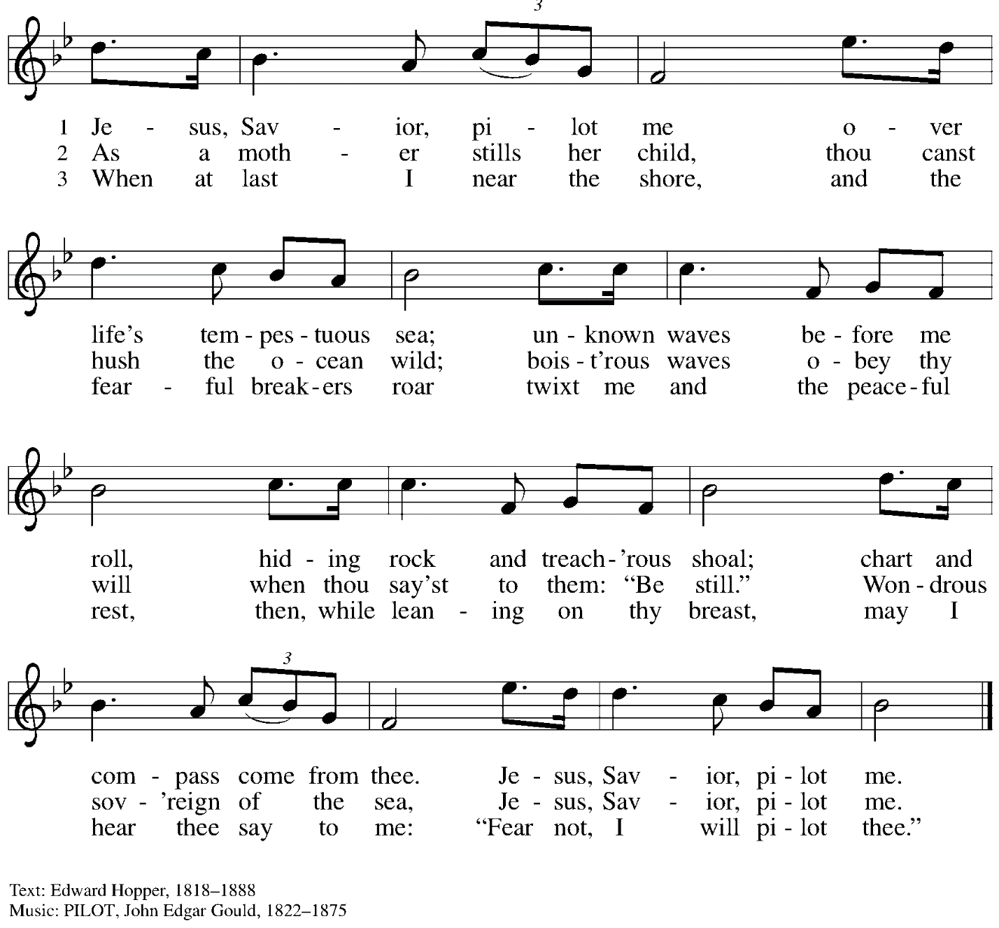 3
1 Je - sus, Sav - ior, pi - lot me o - ver
2 As a moth - er stills her child, thou canst
3 When at last I near the shore, and the
life's tem - pes - tuous sea; un - known waves be - fore me
hush the o - cean wild; bois - t'rous waves o - bey thy
fear - ful break - ers roar twixt me and the peace - ful
roll, hid - ing rock and treach - 'rous shoal; chart and
will when thou say'st to them: “Be still.” Won - drous
rest, then, while lean - ing on thy breast, may I
3
com - pass come from thee. Je - sus, Sav - ior, pi - lot me.
sov - 'reign of the sea, Je - sus, Sav - ior, pi - lot me.
hear thee say to me: “Fear not, I will pi - lot thee.”
Text: Edward Hopper, 1818–1888
Music: PILOT, John Edgar Gould, 1822–1875